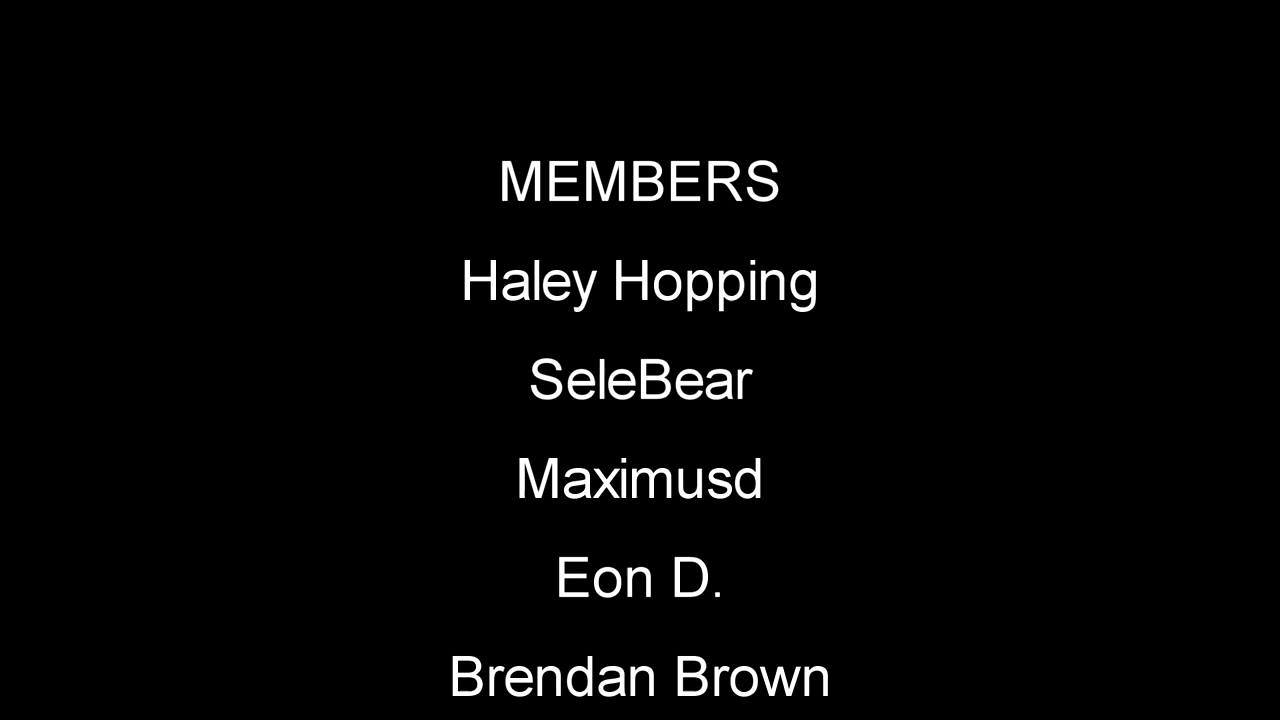 MEMBERS
Haley Hopping
SeleBear
Maximusd
Eon D.
Brendan Brown